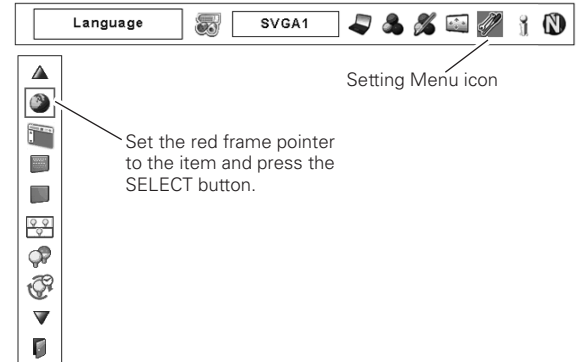 Language
SVGA1
Setting Menu icon
Set the red frame pointer
to the item and press the
SELECT button.